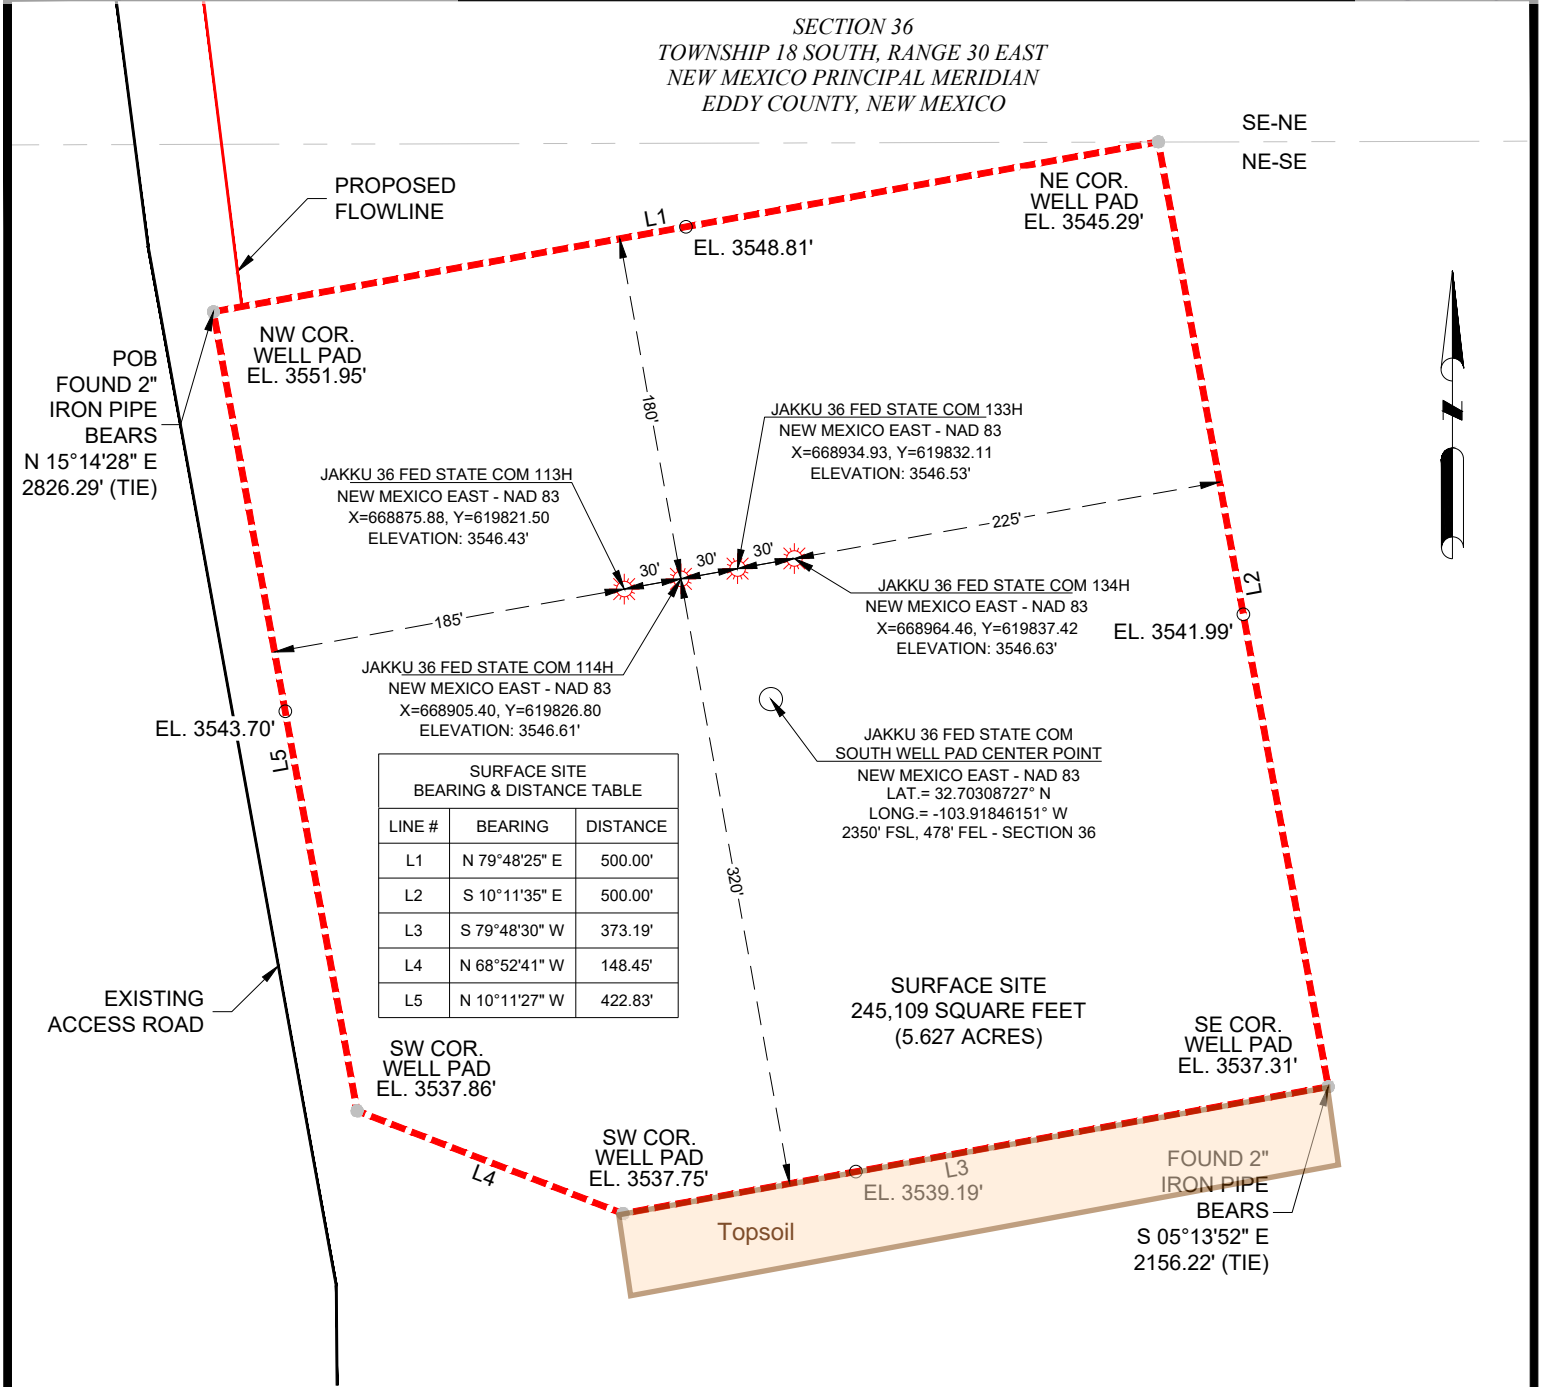 SECTION 36
TOWNSHIP 18 SOUTH, RANGE 30 EAST
NEW MEXICO PRINCIPAL MERIDIAN
EDDY COUNTY, NEW MEXICO
SE-NE
NE-SE
PROPOSED
FLOWLINE
L1
EL. 3548.81'
NE COR.
WELL PAD
EL. 3545.29'
NW COR.
WELL PAD
EL. 3551.95'
POB
FOUND 2"
IRON PIPE
BEARS
N 15°14'28" E
2826.29' (TIE)
180'
JAKKU 36 FED STATE COM 133H
NEW MEXICO EAST - NAD 83
X=668934.93, Y=619832.11
ELEVATION: 3546.53'
JAKKU 36 FED STATE COM 113H
NEW MEXICO EAST - NAD 83
X=668875.88, Y=619821.50
ELEVATION: 3546.43'
225'
30'
30'
30'
185'
JAKKU 36 FED STATE COM 134H
NEW MEXICO EAST - NAD 83
X=668964.46, Y=619837.42
ELEVATION: 3546.63'
L2
EL. 3541.99'
JAKKU 36 FED STATE COM 114H
NEW MEXICO EAST - NAD 83
X=668905.40, Y=619826.80
ELEVATION: 3546.61'
EL. 3543.70'
L5
JAKKU 36 FED STATE COM
SOUTH WELL PAD CENTER POINT
NEW MEXICO EAST - NAD 83
LAT.= 32.70308727° N
LONG.= -103.91846151° W
2350' FSL, 478' FEL - SECTION 36
SURFACE SITE
BEARING & DISTANCE TABLE
LINE # BEARING DISTANCE
L1 N 79°48'25" E 500.00'
L2 S 10°11'35" E 500.00'
L3 S 79°48'30" W 373.19'
L4 N 68°52'41" W 148.45'
L5 N 10°11'27" W 422.83'
320'
SURFACE SITE
245,109 SQUARE FEET
(5.627 ACRES)
EXISTING
ACCESS ROAD
SW COR.
WELL PAD
EL. 3537.86'
SE COR.
WELL PAD
EL. 3537.31'
SW COR.
WELL PAD
EL. 3537.75'
L4
L3
EL. 3539.19'
FOUND 2"
IRON PIPE
BEARS
S 05°13'52" E
2156.22' (TIE)
Topsoil
N